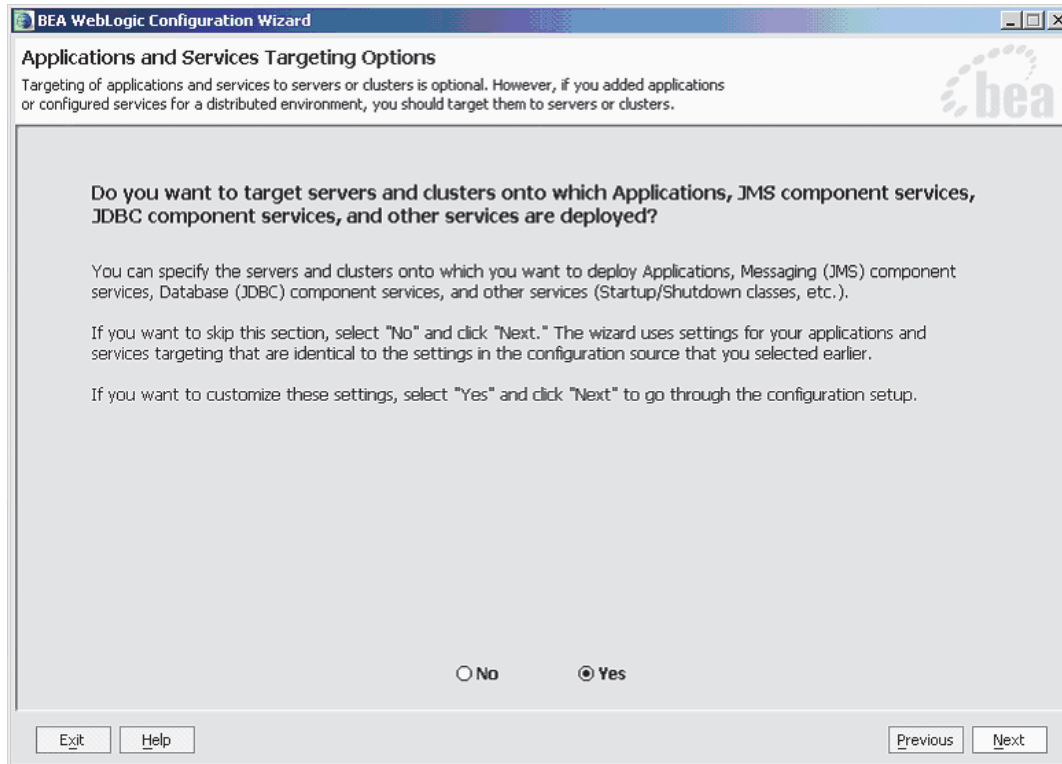 BEA WebLogic Configuration Wizard
Applications and Services Targeting Options
Targeting of applications and services to servers or clusters is optional. However, if you added applications
or configured services for a distributed environment, you should target them to servers or clusters.
bea
Do you want to target servers and clusters onto which Applications, JMS component services,
JDBC component services, and other services are deployed?
You can specify the servers and clusters onto which you want to deploy Applications, Messaging (JMS) component
services, Database (JDBC) component services, and other services (Startup/Shutdown classes, etc.).
If you want to skip this section, select "No" and click "Next." The wizard uses settings for your applications and
services targeting that are identical to the settings in the configuration source that you selected earlier.
If you want to customize these settings, select "Yes" and click "Next" to go through the configuration setup.
No Yes
Exit Help Previous Next